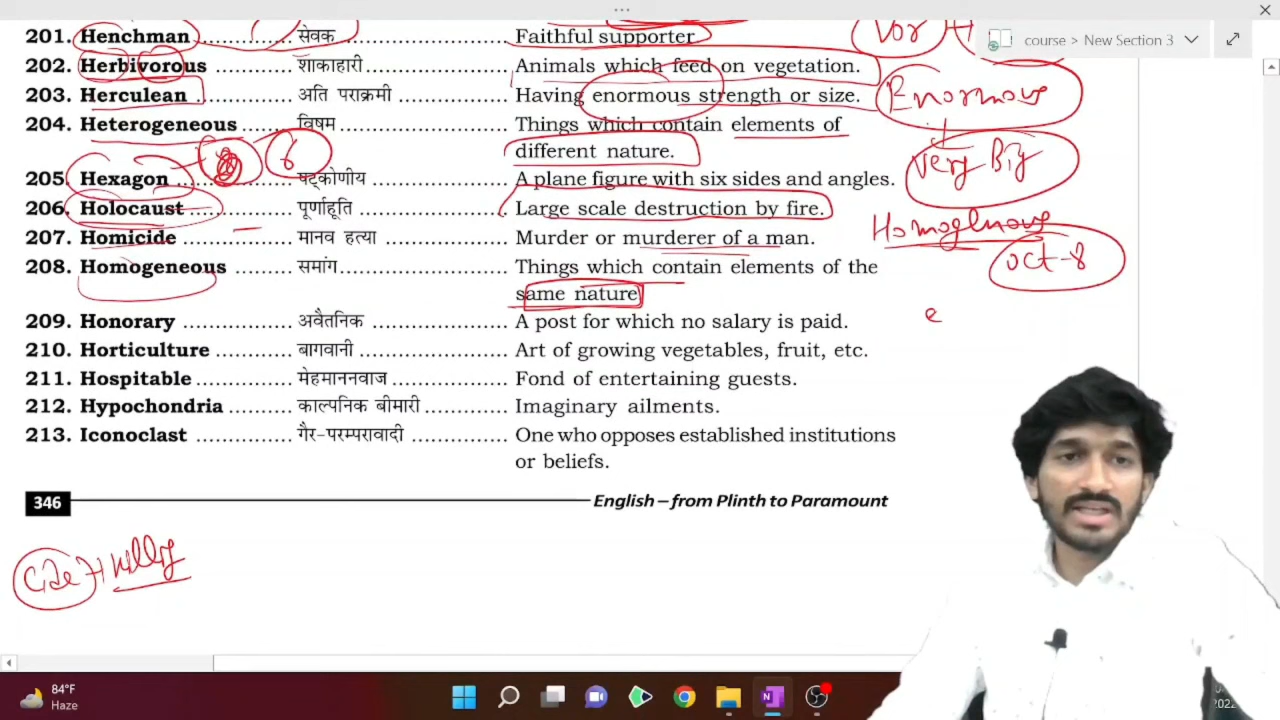 course > New Section 3
201. Henchman .................. सेवक .......................... Faithful supporter
202. Herbivorous ............... शाकाहारी ..................... Animals which feed on vegetation.
203. Herculean .................. अति पराक्रमी ................. Having enormous strength or size. Enormous
204. Heterogeneous ........... विषम .......................... Things which contain elements of
different nature. Very Big
6
205. Hexagon .................... षट्कोणीय ..................... A plane figure with six sides and angles.
206. Holocaust .................. पूर्णाहूति ..................... Large scale destruction by fire.
207. Homicide ................... मानव हत्या ................... Murder or murderer of a man.
oct-8
208. Homogeneous ............. समांग .......................... Things which contain elements of the
same nature
209. Honorary ................... अवैतनिक ..................... A post for which no salary is paid. e
210. Horticulture ............... बागवानी ....................... Art of growing vegetables, fruit, etc.
211. Hospitable ................. मेहमाननवाज ................. Fond of entertaining guests.
212. Hypochondria ............ काल्पनिक बीमारी ............. Imaginary ailments.
213. Iconoclast ................. गैर-परम्परावादी ............... One who opposes established institutions
or beliefs.
346 English – from Plinth to Paramount
84°F
Haze